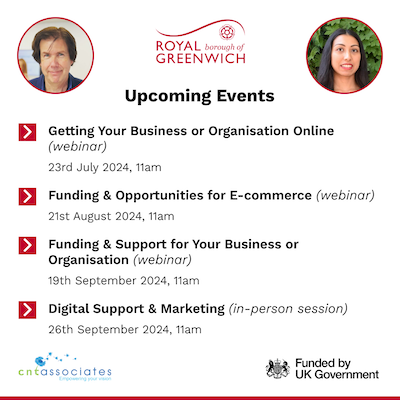 ROYAL borough of
GREENWICH
Upcoming Events
Getting Your Business or Organisation Online
(webinar)
23rd July 2024, 11am
Funding & Opportunities for E-commerce (webinar)
21st August 2024, 11am
Funding & Support for Your Business or
Organisation (webinar)
19th September 2024, 11am
Digital Support & Marketing (in-person session)
26th September 2024, 11am
cntassociates
Empowering your vision
Funded by
UK Government